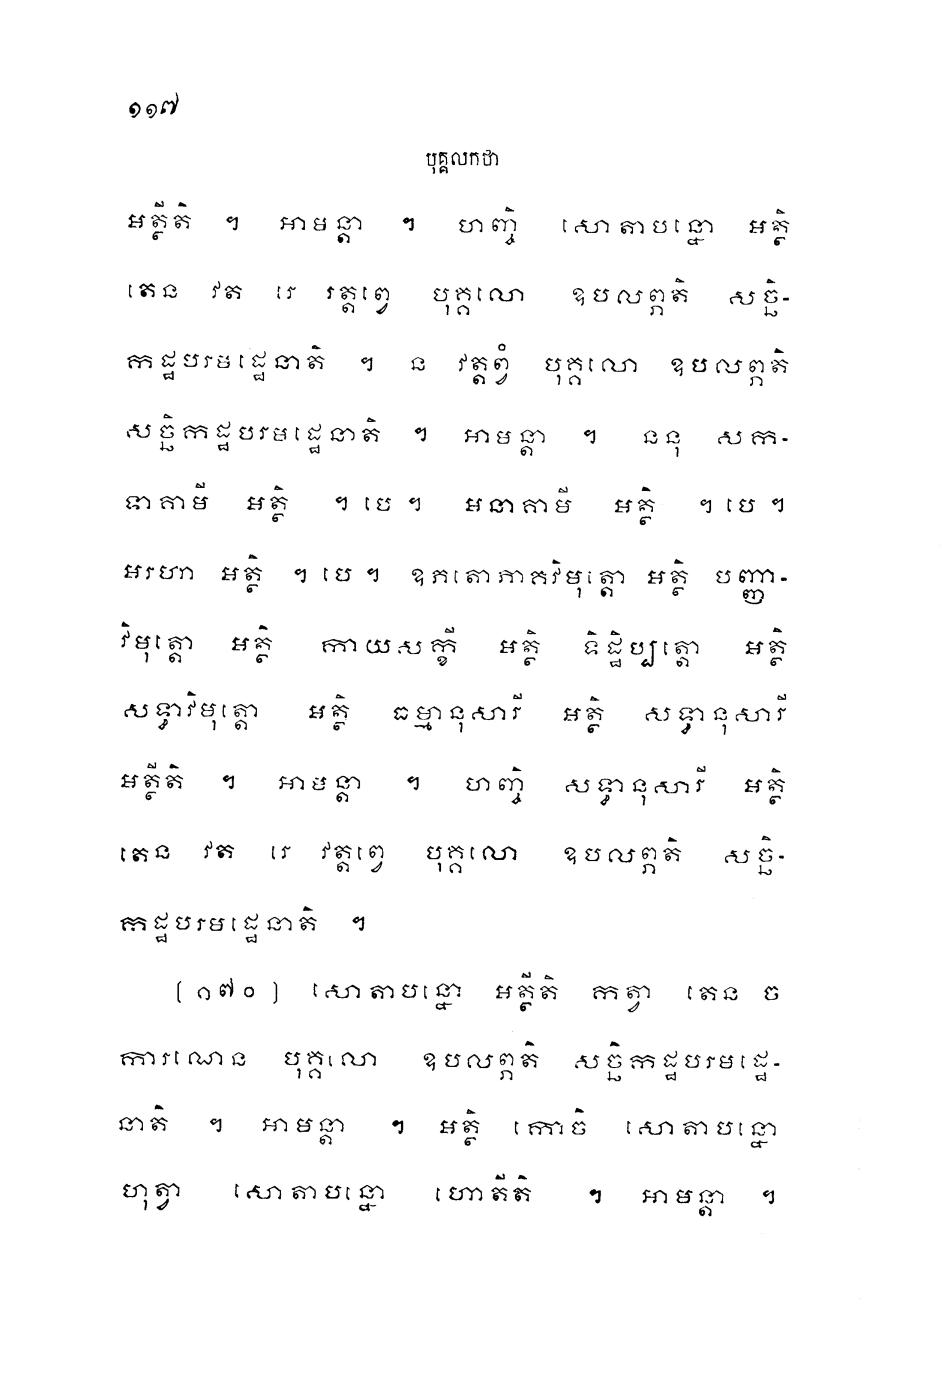 ១១៧
បុគ្គលកថា
អត្ថីតិ ។ អាមន្តា ។ ហញ្ចិ សោតាបន្នោ អត្ថិ
តេន វត រេ វត្តព្វេ បុគ្គលោ ឧបលព្ភតិ សច្ឆិ-
កដ្ឋបរមដ្ឋេនាតិ ។ ន វត្តព្វំ បុគ្គលោ ឧបលព្ភតិ
សច្ឆិកដ្ឋបរមដ្ឋេនាតិ ។ អាមន្តា ។ ននុ សក-
ទាគាមី អត្ថិ ។ បេ ។ អនាគាមី អត្ថិ ។ បេ ។
អរហា អត្ថិ ។ បេ ។ ឧភតោភាគវិមុត្តោ អត្ថិ បញ្ញា-
វិមុត្តោ អត្ថិ កាយសក្ខី អត្ថិ ទិដ្ឋិប្បត្តោ អត្ថិ
សទ្ធាវិមុត្តោ អត្ថិ ធម្មានុសារី អត្ថិ សទ្ធានុសារី
អត្ថីតិ ។ អាមន្តា ។ ហញ្ចិ សទ្ធានុសារី អត្ថិ
តេន វត រេ វត្តព្វេ បុគ្គលោ ឧបលព្ភតិ សច្ឆិ-
កដ្ឋបរមដ្ឋេនាតិ ។
(១៧០) សោតាបន្នោ អត្ថីតិ កត្វា តេន ច
ការណេន បុគ្គលោ ឧបលព្ភតិ សច្ឆិកដ្ឋបរមដ្ឋេ-
នាតិ ។ អាមន្តា ។ អត្ថិ កោចិ សោតាបន្នោ
ហុត្វា សោតាបន្នោ ហោតីតិ ។ អាមន្តា ។